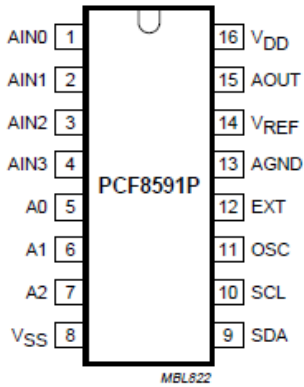 AIN0 1 16 VDD
AIN1 2 15 AOUT
AIN2 3 14 VREF
AIN3 4 13 AGND
PCF8591P
A0 5 12 EXT
A1 6 11 OSC
A2 7 10 SCL
VSS 8 9 SDA
MBL822